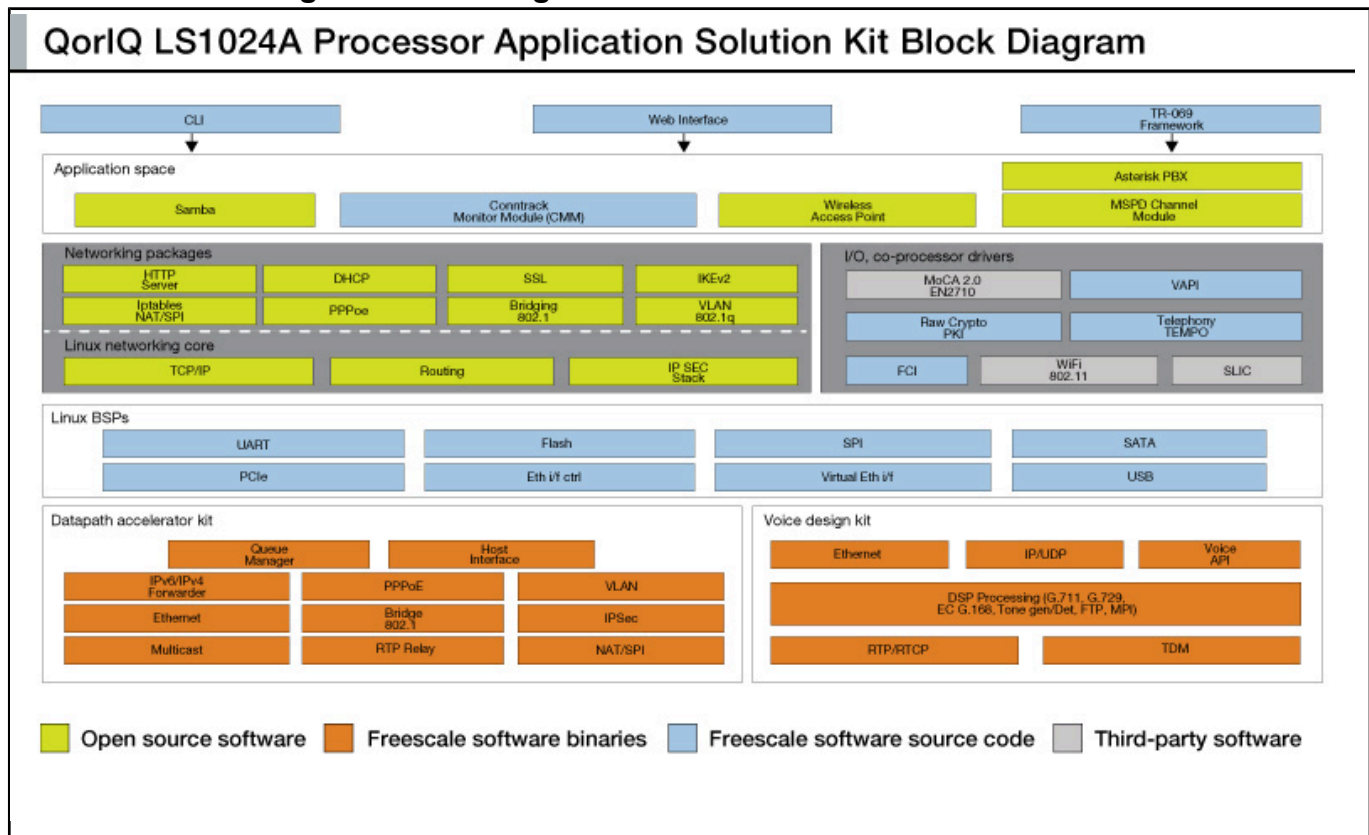 QorIQ LS1024A Processor Application Solution Kit Block Diagram
CLI
Web Interface
TR-069
Framework
Application space
Asterisk PBX
Samba
Conntrack
Monitor Module (CMM)
Wireless
Access Point
MSPD Channel
Module
Networking packages
HTTP
Server
DHCP
SSL
IKEv2
Iptables
NAT/SPI
PPPoe
Bridging
802.1
VLAN
802.1q
Linux networking core
TCP/IP
Routing
IP SEC
Stack
I/O, co-processor drivers
MoCA 2.0
EN2710
VAPI
Raw Crypto
PKI
Telephony
TEMPO
FCI
WiFi
802.11
SLIC
Linux BSPs
UART
Flash
SPI
SATA
PCIe
Eth i/f ctrl
Virtual Eth i/f
USB
Datapath accelerator kit
Queue
Manager
Host
Interface
IPv6/IPv4
Forwarder
PPPoE
VLAN
Ethernet
Bridge
802.1
IPSec
Multicast
RTP Relay
NAT/SPI
Voice design kit
Ethernet
IP/UDP
Voice
API
DSP Processing (G.711, G.729,
EC G.168, Tone gen/Det, FTP, MPI)
RTP/RTCP
TDM
Open source software
Freescale software binaries
Freescale software source code
Third-party software